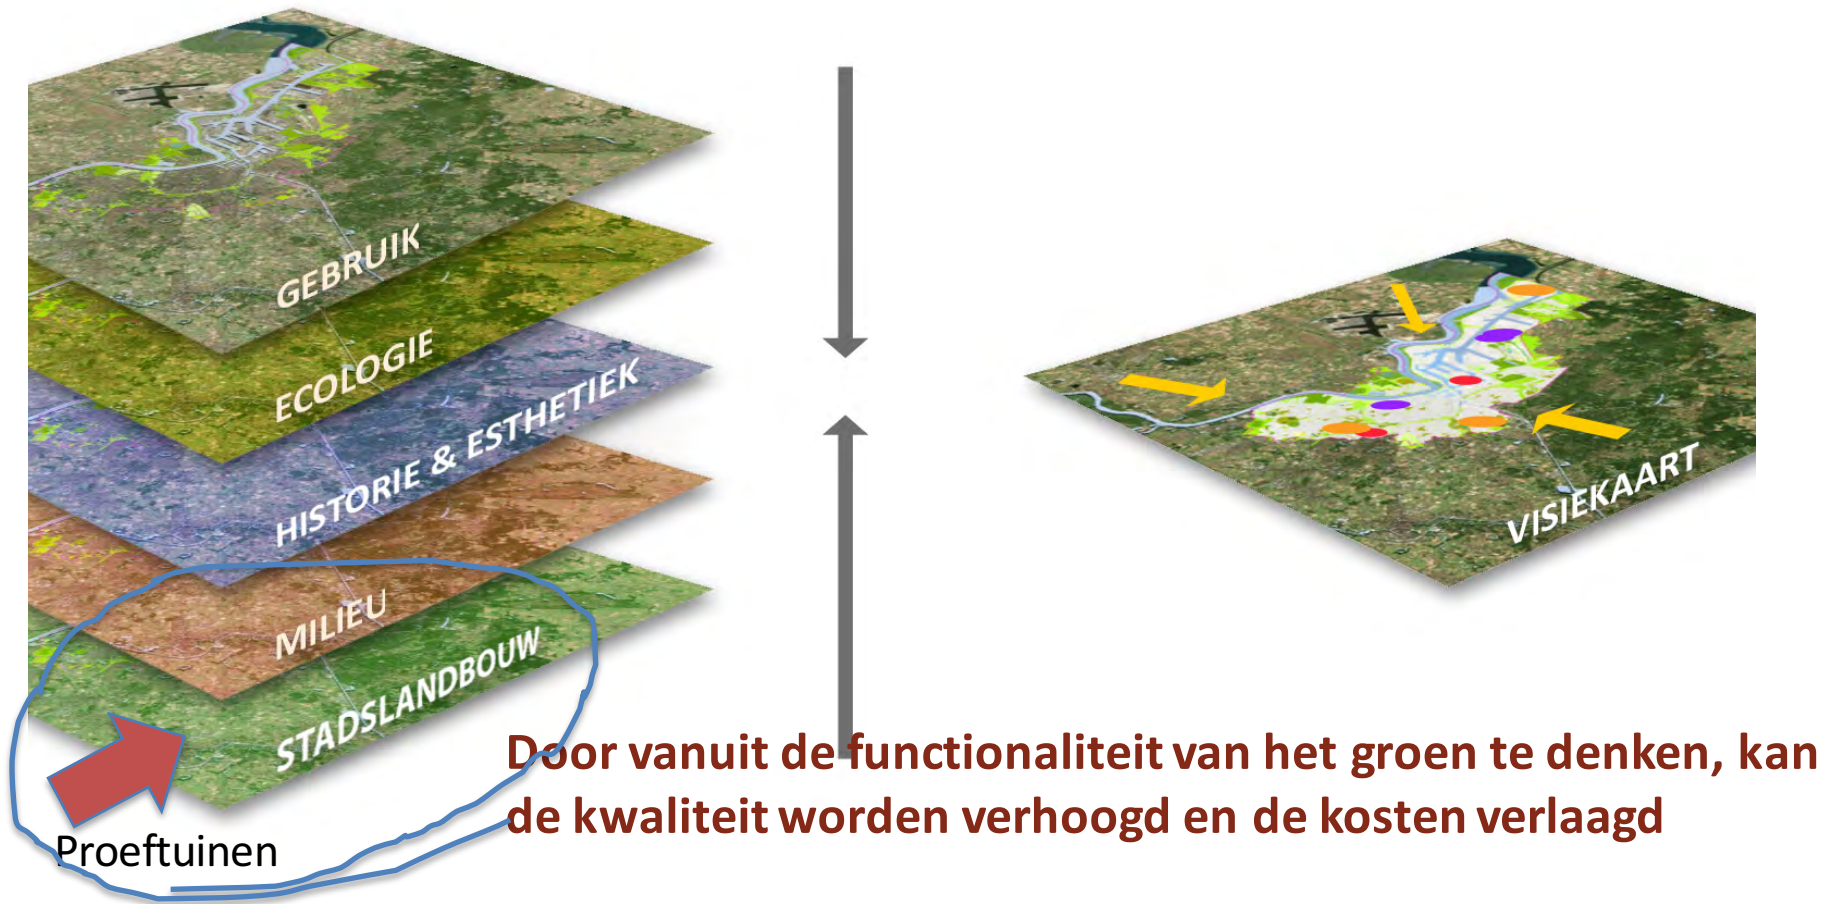 GEBRUIK
ECOLOGIE
HISTORIE & ESTHETIEK
MILIEU
STADSLANDBOUW
VISIEKAART
Door vanuit de functionaliteit van het groen te denken, kan
de kwaliteit worden verhoogd en de kosten verlaagd
Proeftuinen